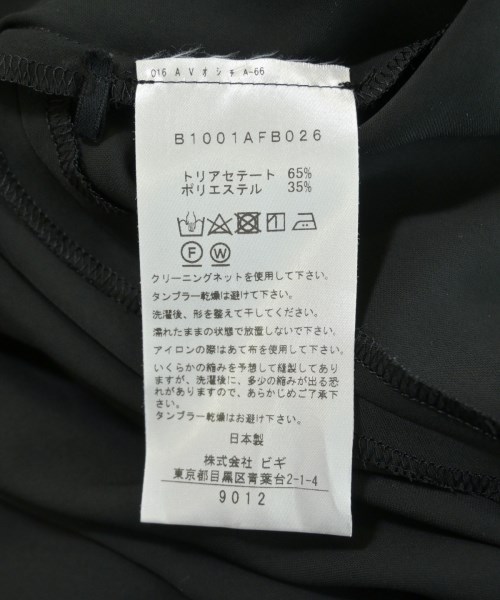 016 A V オジチ A-66
B1001AFB026
トリアセテート 65%
ポリエステル 35%
F W
クリーニングネットを使用して下さい。
タンブラー乾燥は避けて下さい。
洗濯後、形を整えて干してください。
濡れたままの状態で放置しないで下さい。
アイロンの際はあて布を使用して下さい。
いくらかの縮みを予想して縫製してあり
ますが、洗濯後に、多少の縮みが出る恐
れがありますので、あらかじめご了承下
さい。
タンブラー乾燥はお避け下さい。
日本製
株式会社 ビギ
東京都目黒区青葉台2-1-4
9012